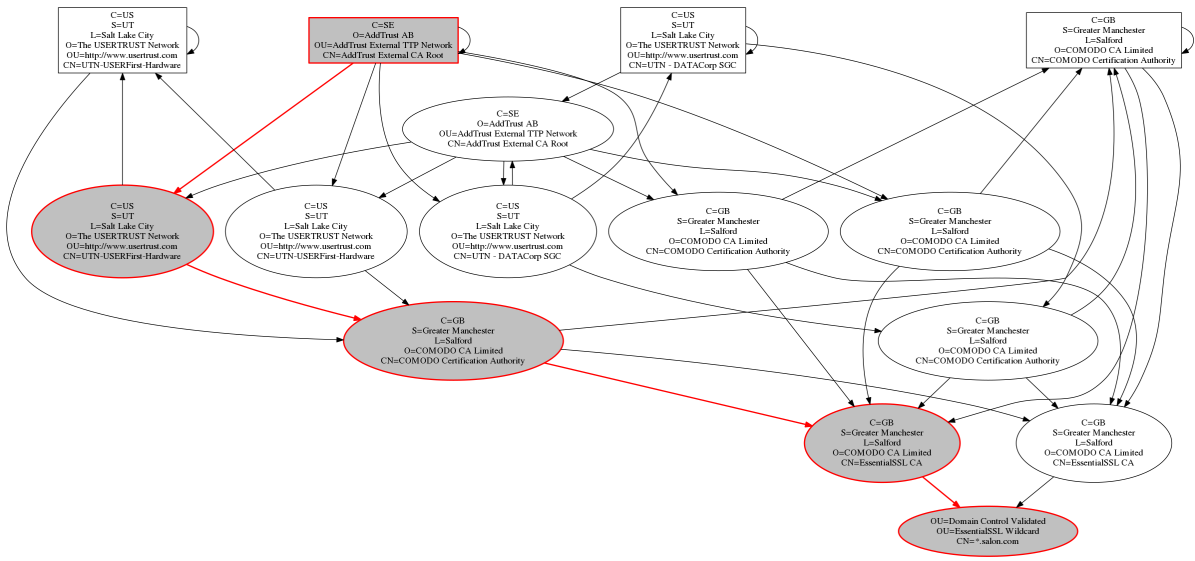 C=US
S=UT
L=Salt Lake City
O=The USERTRUST Network
OU=http://www.usertrust.com
CN=UTN-USERFirst-Hardware
C=SE
O=AddTrust AB
OU=AddTrust External TTP Network
CN=AddTrust External CA Root
C=US
S=UT
L=Salt Lake City
O=The USERTRUST Network
OU=http://www.usertrust.com
CN=UTN - DATACorp SGC
C=GB
S=Greater Manchester
L=Salford
O=COMODO CA Limited
CN=COMODO Certification Authority
C=SE
O=AddTrust AB
OU=AddTrust External TTP Network
CN=AddTrust External CA Root
C=US
S=UT
L=Salt Lake City
O=The USERTRUST Network
OU=http://www.usertrust.com
CN=UTN-USERFirst-Hardware
C=US
S=UT
L=Salt Lake City
O=The USERTRUST Network
OU=http://www.usertrust.com
CN=UTN-USERFirst-Hardware
C=US
S=UT
L=Salt Lake City
O=The USERTRUST Network
OU=http://www.usertrust.com
CN=UTN - DATACorp SGC
C=GB
S=Greater Manchester
L=Salford
O=COMODO CA Limited
CN=COMODO Certification Authority
C=GB
S=Greater Manchester
L=Salford
O=COMODO CA Limited
CN=COMODO Certification Authority
C=GB
S=Greater Manchester
L=Salford
O=COMODO CA Limited
CN=COMODO Certification Authority
C=GB
S=Greater Manchester
L=Salford
O=COMODO CA Limited
CN=COMODO Certification Authority
C=GB
S=Greater Manchester
L=Salford
O=COMODO CA Limited
CN=EssentialSSL CA
C=GB
S=Greater Manchester
L=Salford
O=COMODO CA Limited
CN=EssentialSSL CA
OU=Domain Control Validated
OU=EssentialSSL Wildcard
CN=*.salon.com